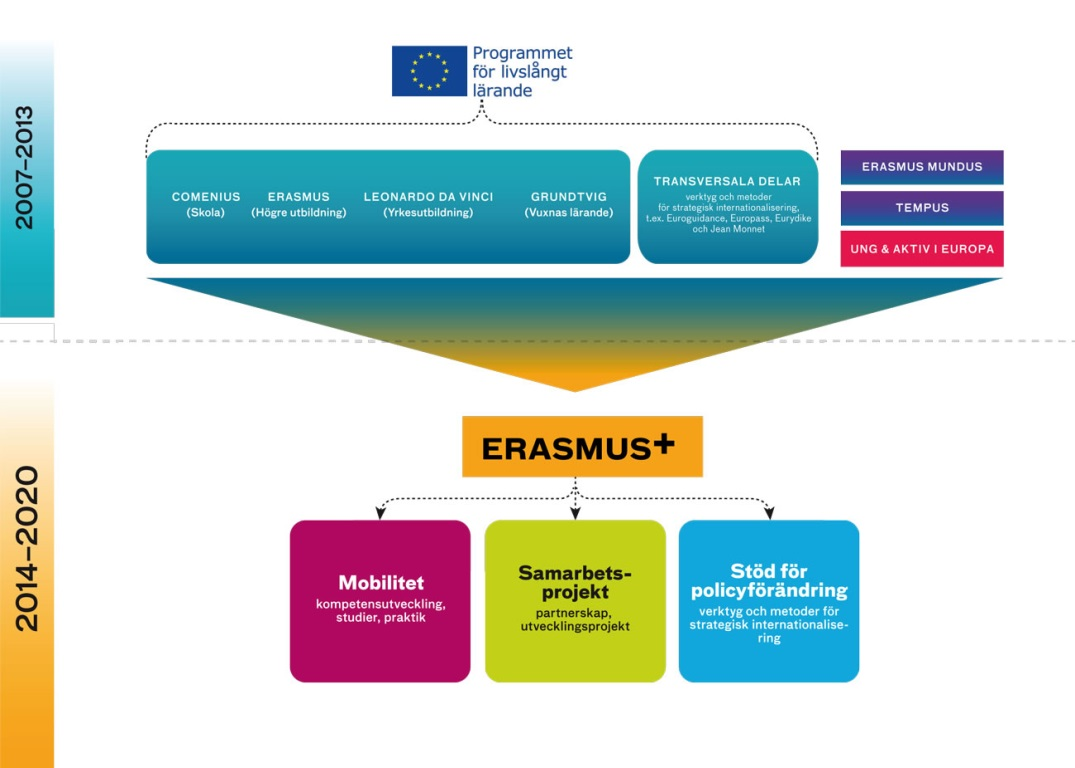 2007–2013
Programmet
för livslångt
lärande
COMENIUS
(Skola)
ERASMUS
(Högre utbildning)
LEONARDO DA VINCI
(Yrkesutbildning)
GRUNDTVIG
(Vuxnas lärande)
TRANSVERSALA DELAR
verktyg och metoder
för strategisk internationalisering,
t.ex. Euroguidance, Europass, Eurydike
och Jean Monnet
ERASMUS MUNDUS
TEMPUS
UNG & AKTIV I EUROPA
2014–2020
ERASMUS+
Mobilitet
kompetensutveckling,
studier, praktik
Samarbets-
projekt
partnerskap,
utvecklingsprojekt
Stöd för
policyförändring
verktyg och metoder för
strategisk internationalise-
ring